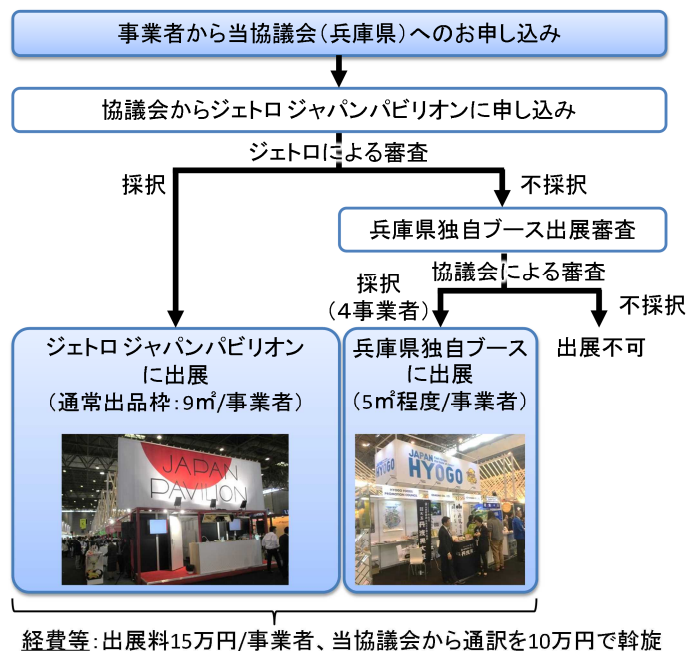 事業者から当協議会（兵庫県）へのお申し込み
協議会からジェトロ ジャパンパビリオンに申し込み
ジェトロによる審査
採択
不採択
兵庫県独自ブース出展審査
協議会による審査
採択
（４事業者）
不採択
出展不可
ジェトロ ジャパンパビリオン
に出展
（通常出品枠：9㎡/事業者）
JAPAN
PAVILION
兵庫県独自ブース
に出展
（5㎡程度/事業者）
JAPAN
HYOGO
経費等：出展料15万円/事業者、当協議会から通訳を10万円で斡旋